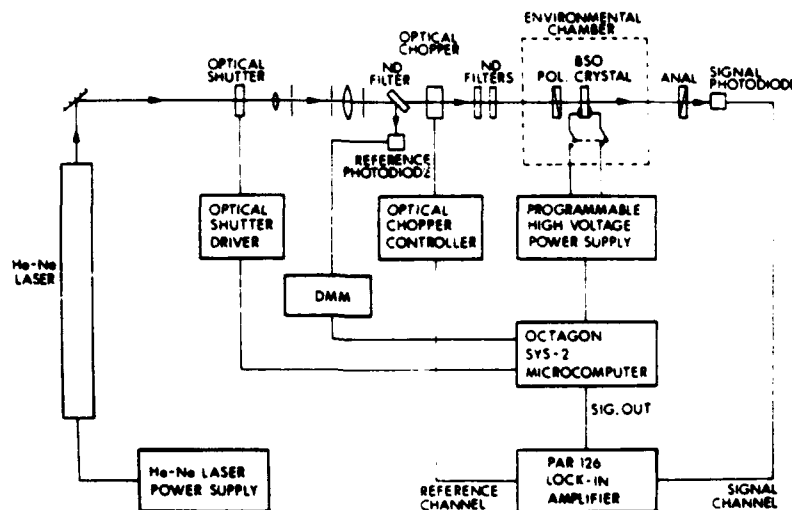 ENVIRONMENTAL
CHAMBER
OPTICAL
CHOPPER
OPTICAL
SHUTTER
ND
FILTER
ND
FILTERS
BSO
POL. CRYSTAL
ANAL
SIGNAL
PHOTODIODE
REFERENCE
PHOTODIODE
OPTICAL
SHUTTER
DRIVER
OPTICAL
CHOPPER
CONTROLLER
PROGRAMMABLE
HIGH VOLTAGE
POWER SUPPLY
He-Ne
LASER
DMM
OCTAGON
SYS-2
MICROCOMPUTER
SIG. OUT
He-Ne LASER
POWER SUPPLY
REFERENCE
CHANNEL
PAR 126
LOCK-IN
AMPLIFIER
SIGNAL
CHANNEL